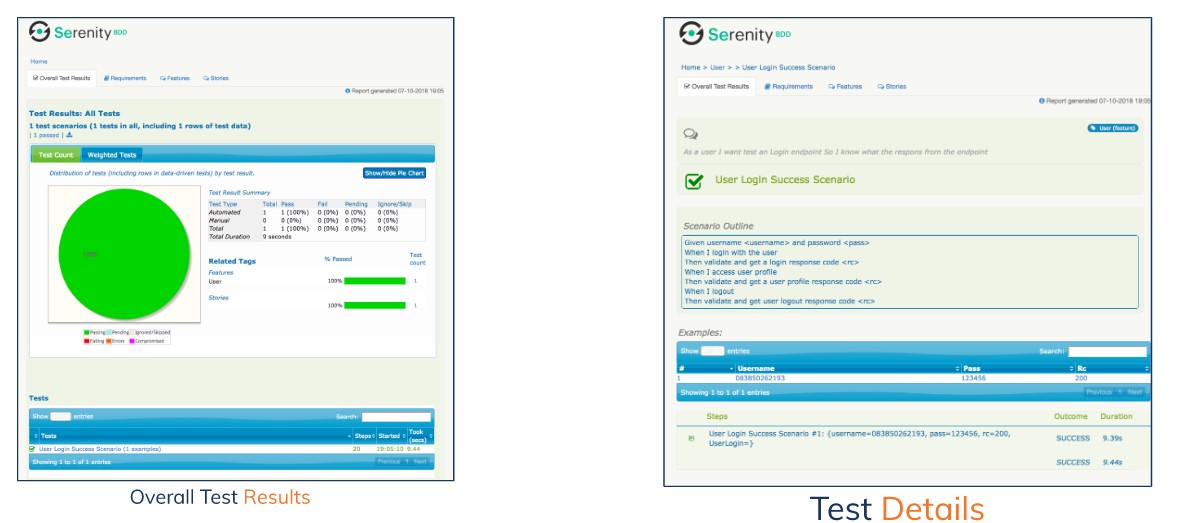 Serenity BDD
Home
Overall Test Results Requirements Features Stories
Report generated 07-10-2018 19:05
Test Results: All Tests
1 test scenarios (1 tests in all, including 1 rows of test data)
| 1 passed |
Test Count Weighted Tests
Distribution of tests (including rows in data-driven tests) by test result.
Show/Hide Pie Chart
Test Result Summary
Test Type Total Pass Fail Pending Ignore/Skip
Automated 1 1 (100%) 0 (0%) 0 (0%) 0 (0%)
Manual 0 0 (0%) 0 (0%) 0 (0%) 0 (0%)
Total 1 1 (100%) 0 (0%) 0 (0%) 0 (0%)
Total Duration 9 seconds
100%
Related Tags % Passed Test count
Features
User 100% 1
Stories
100% 1
Passing Pending Ignored/Skipped
Failing Errors Compromised
Tests
Show entries Search:
Tests Steps Started Took (secs)
User Login Success Scenario (1 examples) 20 19:05:10 9.44
Showing 1 to 1 of 1 entries Previous 1 Next
Overall Test Results
Serenity BDD
Home > User > > User Login Success Scenario
Overall Test Results Requirements Features Stories
Report generated 07-10-2018 19:05
User (feature)
As a user I want test an Login endpoint So I know what the respons from the endpoint
User Login Success Scenario
Scenario Outline
Given username <username> and password <pass>
When I login with the user
Then validate and get a login response code <rc>
When I access user profile
Then validate and get a user profile response code <rc>
When I logout
Then validate and get user logout response code <rc>
Examples:
Show entries Search:
# Username Pass Rc
1 083850262193 123456 200
Showing 1 to 1 of 1 entries Previous 1 Next
Steps Outcome Duration
User Login Success Scenario #1: {username=083850262193, pass=123456, rc=200,
UserLogin=} SUCCESS 9.39s
SUCCESS 9.44s
Test Details